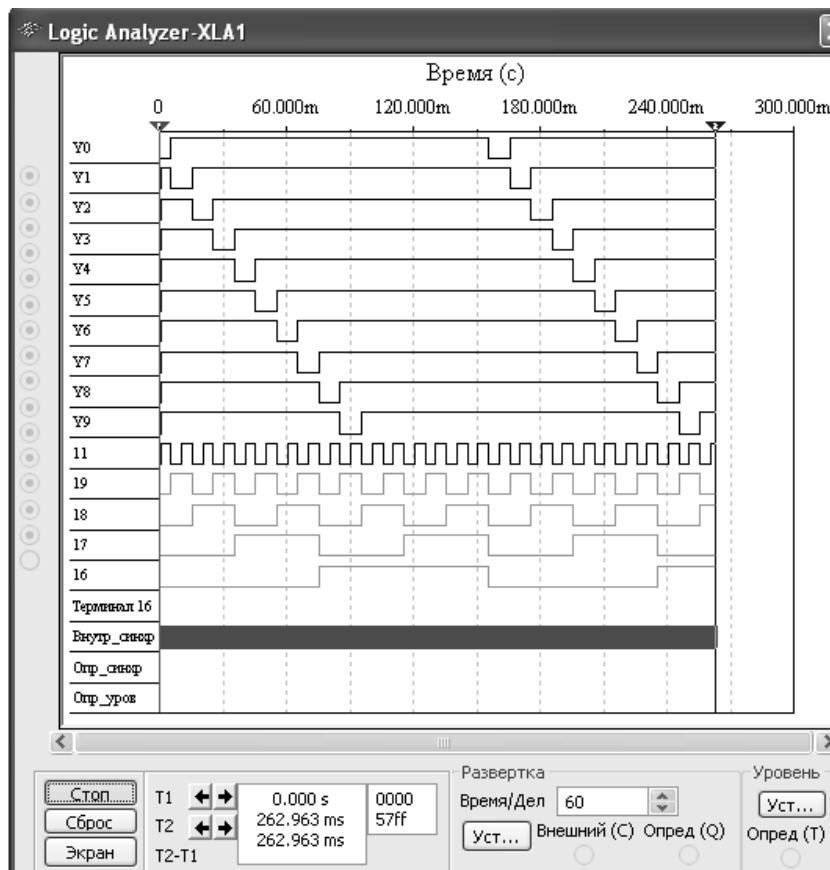 Logic Analyzer-XLA1
Время (с)
0 60.000m 120.000m 180.000m 240.000m 300.000m
Y0
Y1
Y2
Y3
Y4
Y5
Y6
Y7
Y8
Y9
11
19
18
17
16
Терминал 16
Внутр_синхр
Опр_синхр
Опр_уров
Стоп
Сброс
Экран
T1
T2
T2-T1
0.000 s
262.963 ms
262.963 ms
0000
57ff
Развертка
Время/Дел 60
Уст... Внешний (C) Опред (Q)
Уровень
Уст...
Опред (T)